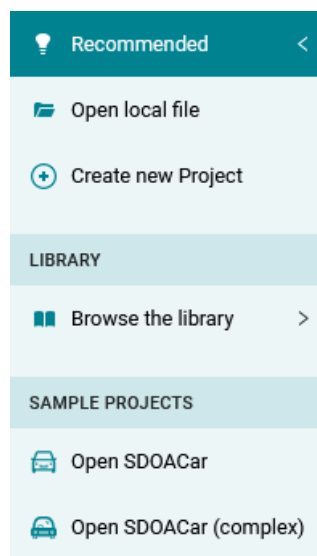 Recommended
Open local file
Create new Project
LIBRARY
Browse the library
SAMPLE PROJECTS
Open SDOACar
Open SDOACar (complex)